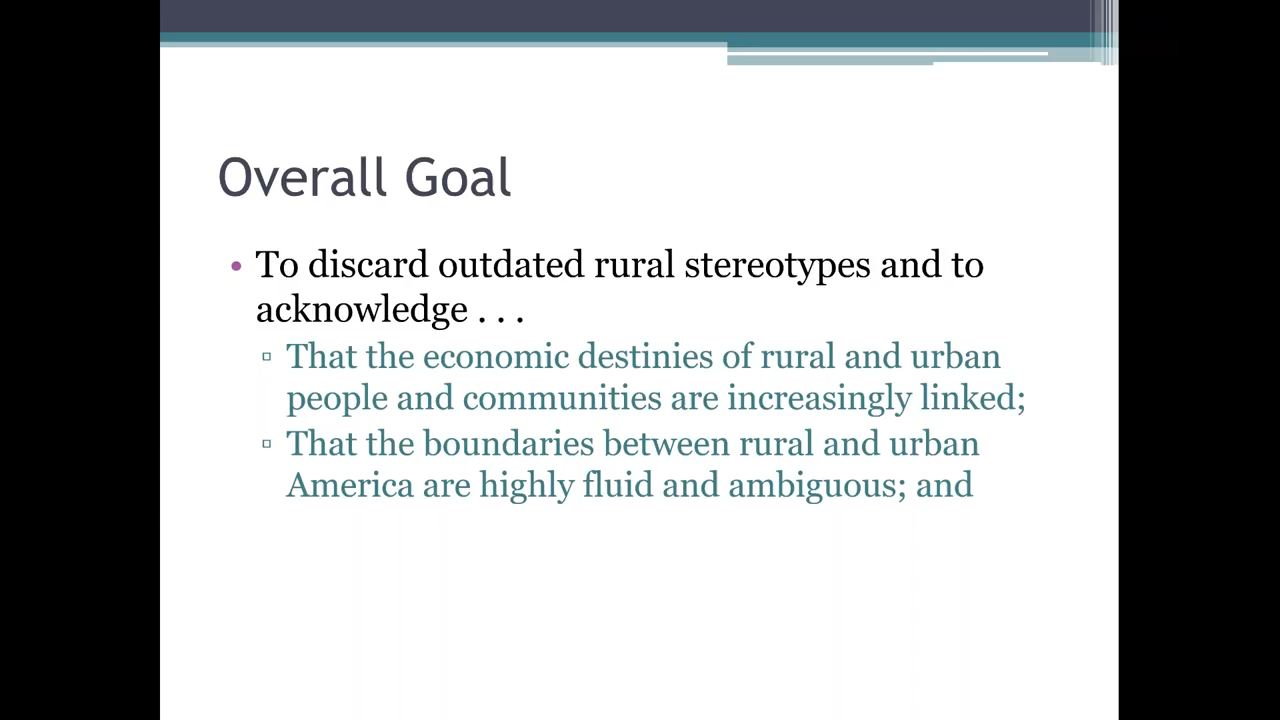 Overall Goal
• To discard outdated rural stereotypes and to
acknowledge . . .
▫ That the economic destinies of rural and urban
people and communities are increasingly linked;
▫ That the boundaries between rural and urban
America are highly fluid and ambiguous; and